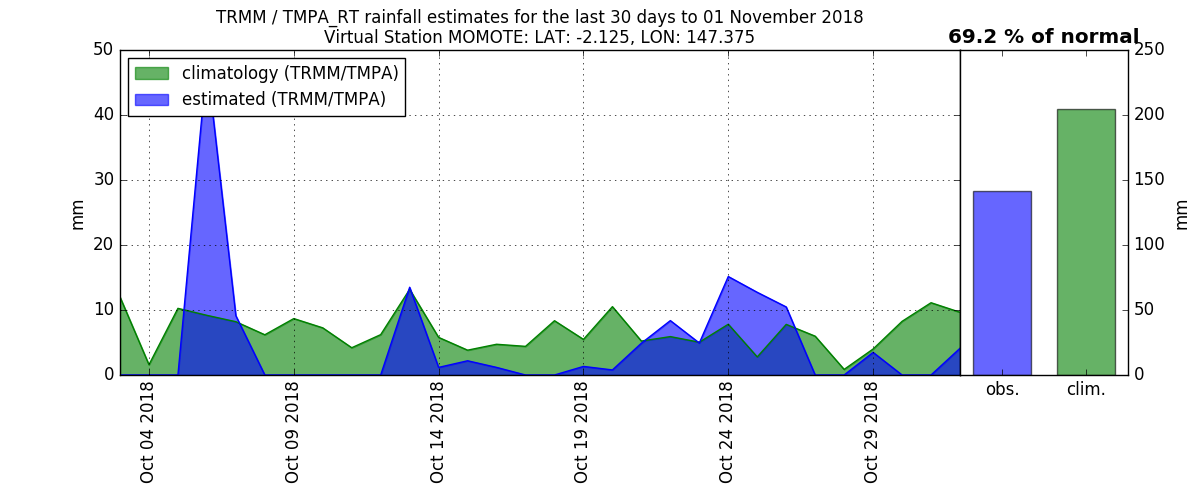 TRMM / TMPA_RT rainfall estimates for the last 30 days to 01 November 2018
Virtual Station MOMOTE: LAT: -2.125, LON: 147.375
69.2 % of normal
climatology (TRMM/TMPA)
estimated (TRMM/TMPA)
50
40
30
20
10
0
mm
250
200
150
100
50
0
mm
Oct 04 2018
Oct 09 2018
Oct 14 2018
Oct 19 2018
Oct 24 2018
Oct 29 2018
obs.
clim.